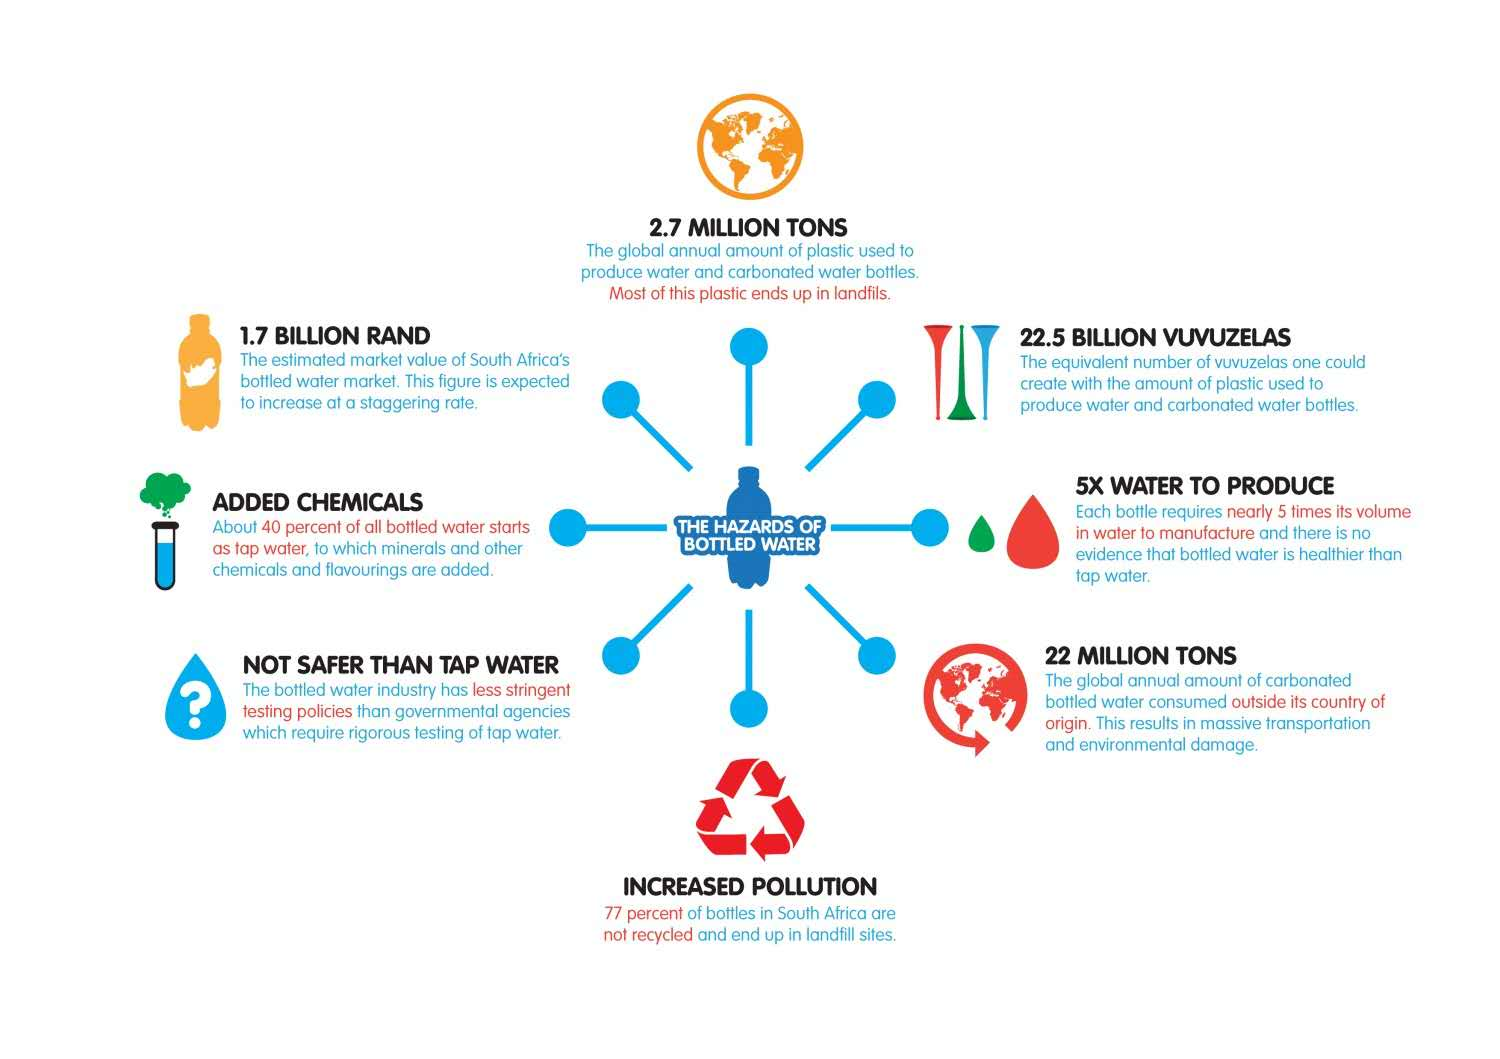 2.7 MILLION TONS
The global annual amount of plastic used to
produce water and carbonated water bottles.
Most of this plastic ends up in landfils.
1.7 BILLION RAND
The estimated market value of South Africa's
bottled water market. This figure is expected
to increase at a staggering rate.
22.5 BILLION VUVUZELAS
The equivalent number of vuvuzelas one could
create with the amount of plastic used to
produce water and carbonated water bottles.
ADDED CHEMICALS
About 40 percent of all bottled water starts
as tap water, to which minerals and other
chemicals and flavourings are added.
THE HAZARDS OF
BOTTLED WATER
5X WATER TO PRODUCE
Each bottle requires nearly 5 times its volume
in water to manufacture and there is no
evidence that bottled water is healthier than
tap water.
NOT SAFER THAN TAP WATER
The bottled water industry has less stringent
testing policies than governmental agencies
which require rigorous testing of tap water.
?
22 MILLION TONS
The global annual amount of carbonated
bottled water consumed outside its country of
origin. This results in massive transportation
and environmental damage.
INCREASED POLLUTION
77 percent of bottles in South Africa are
not recycled and end up in landfill sites.